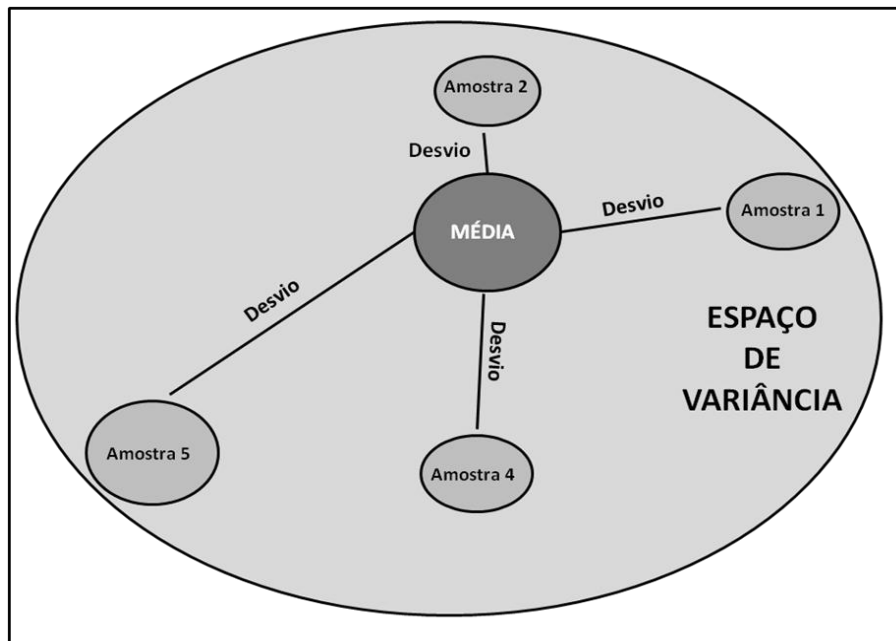 Amostra 2
Desvio
Desvio
Amostra 1
MÉDIA
Desvio
Desvio
ESPAÇO
DE
VARIÂNCIA
Amostra 5
Amostra 4